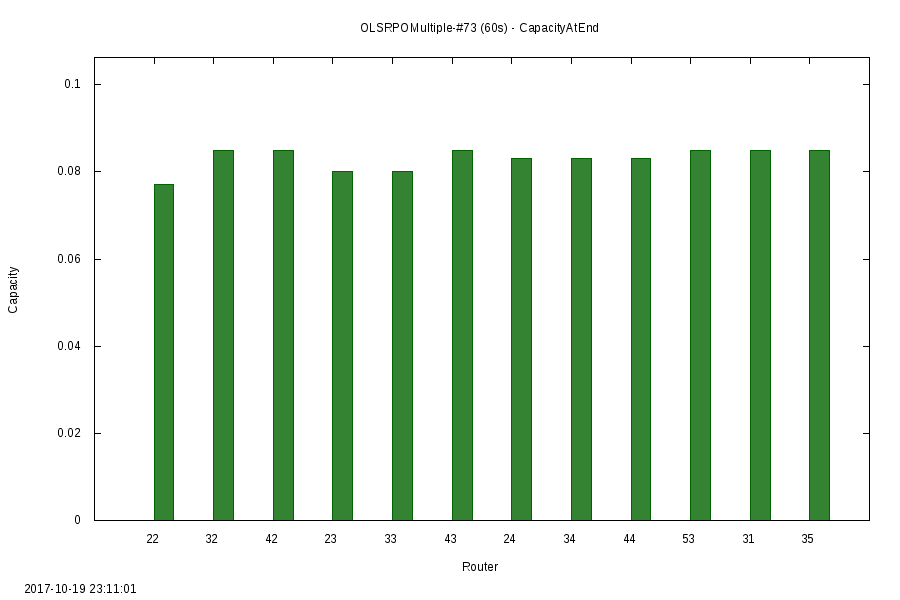 OLSRPOMultiple-#73 (60s) - CapacityAtEnd
0.1
0.08
0.06
0.04
0.02
0
Capacity
22 32 42 23 33 43 24 34 44 53 31 35
Router
2017-10-19 23:11:01